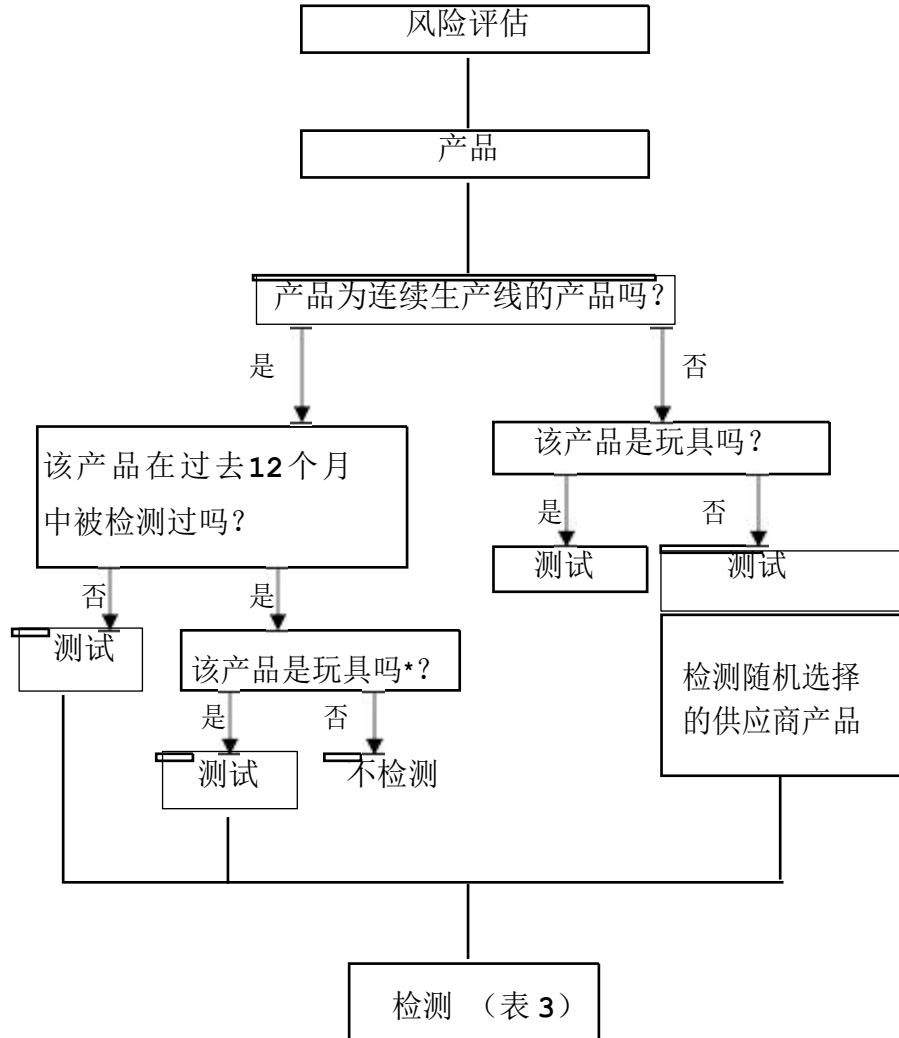 风险评估
产品
产品为连续生产线的产品吗?
是
否
该产品在过去12个月
中被检测过吗?
该产品是玩具吗?
是
否
测试
测试
否
是
测试
该产品是玩具吗*?
检测随机选择
的供应商产品
是
否
测试
不检测
检测 (表 3)